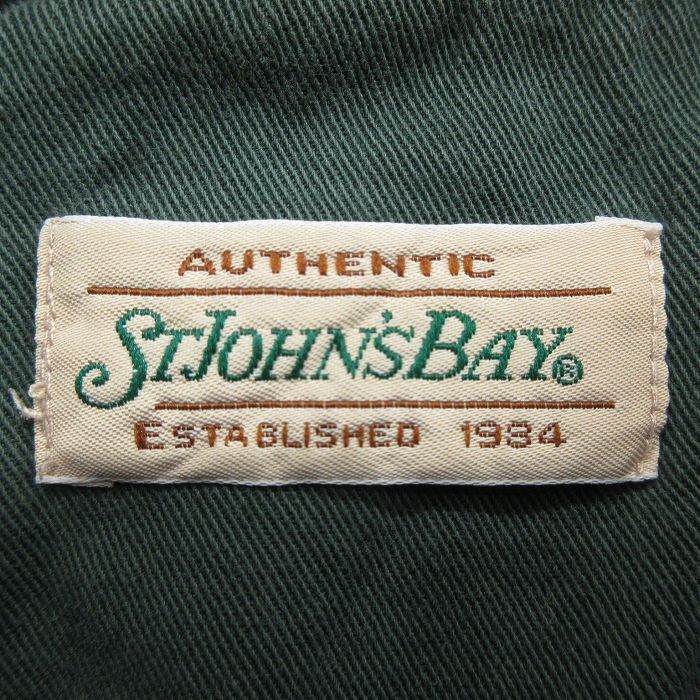 AUTHENTIC
ST JOHN'S BAY®
ESTABLISHED 1984